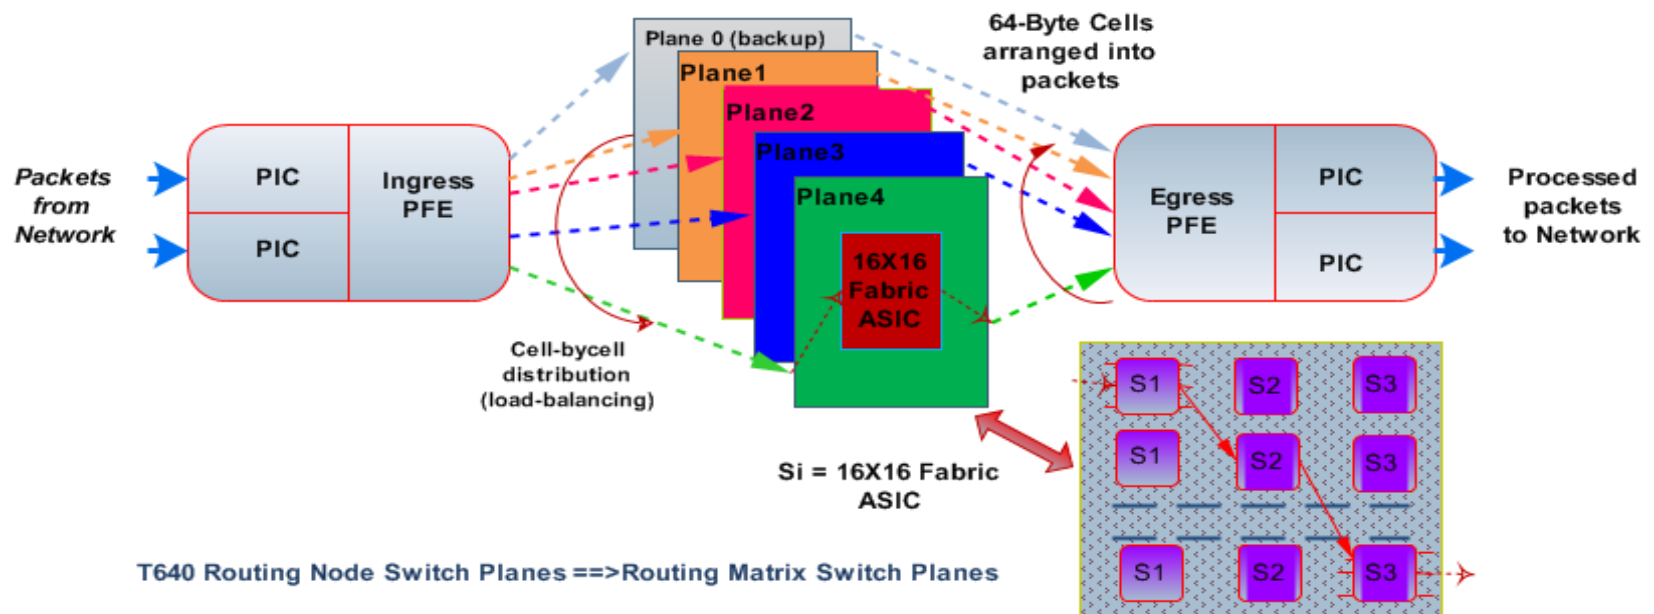 Packets
from
Network
PIC
PIC
Ingress
PFE
Plane 0 (backup)
Plane1
Plane2
Plane3
Plane4
16X16
Fabric
ASIC
Cell-bycell
distribution
(load-balancing)
64-Byte Cells
arranged into
packets
Egress
PFE
PIC
PIC
Processed
packets
to Network
Si = 16X16 Fabric
ASIC
S1 S2 S3
S1 S2 S3
S1 S2 S3
T640 Routing Node Switch Planes==>Routing Matrix Switch Planes